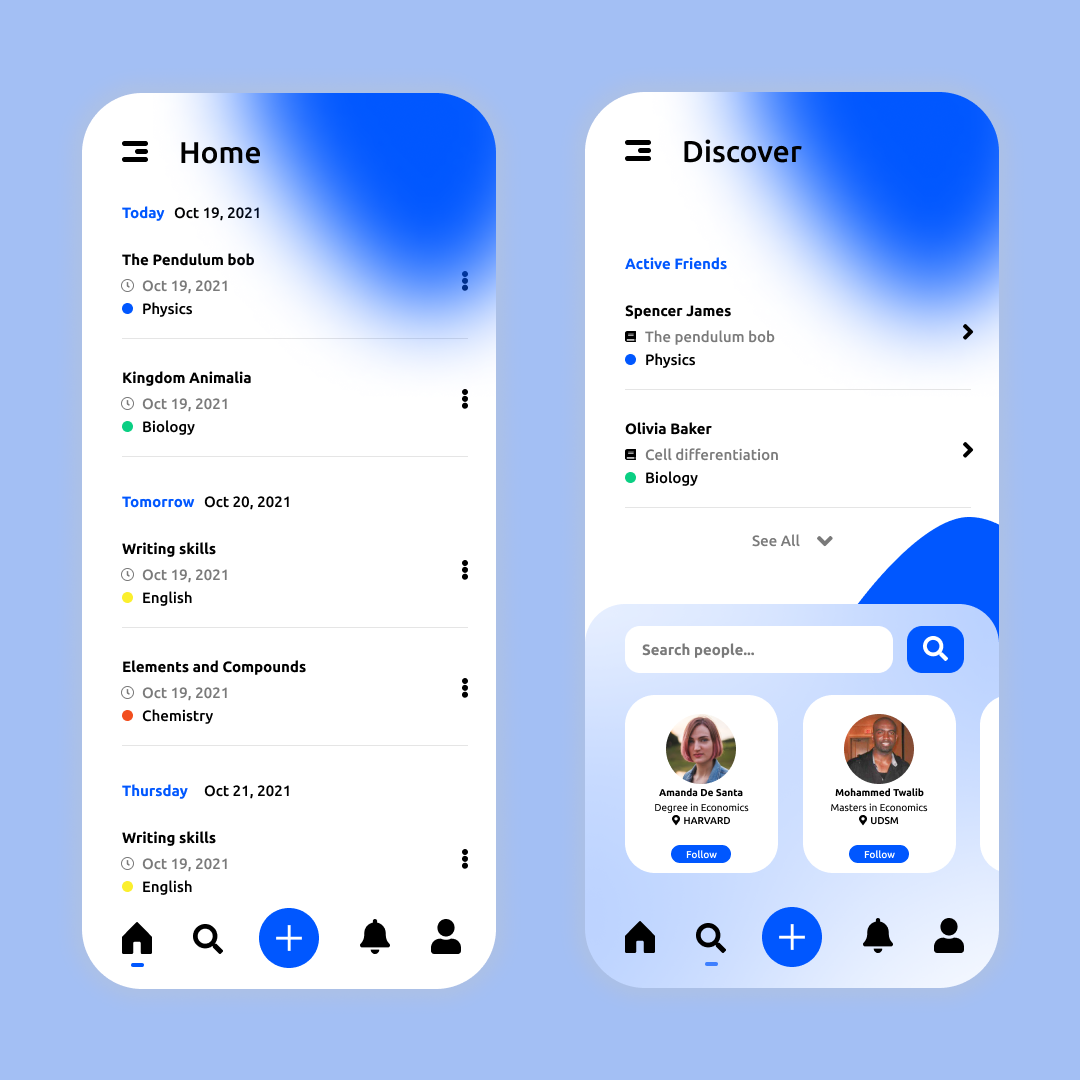 Home
Today Oct 19, 2021
The Pendulum bob
Oct 19, 2021
Physics
Kingdom Animalia
Oct 19, 2021
Biology
Tomorrow Oct 20, 2021
Writing skills
Oct 19, 2021
English
Elements and Compounds
Oct 19, 2021
Chemistry
Thursday Oct 21, 2021
Writing skills
Oct 19, 2021
English
Discover
Active Friends
Spencer James
The pendulum bob
Physics
Olivia Baker
Cell differentiation
Biology
See All
Search people...
Amanda De Santa
Degree in Economics
HARVARD
Follow
Mohammed Twalib
Masters in Economics
UDSM
Follow